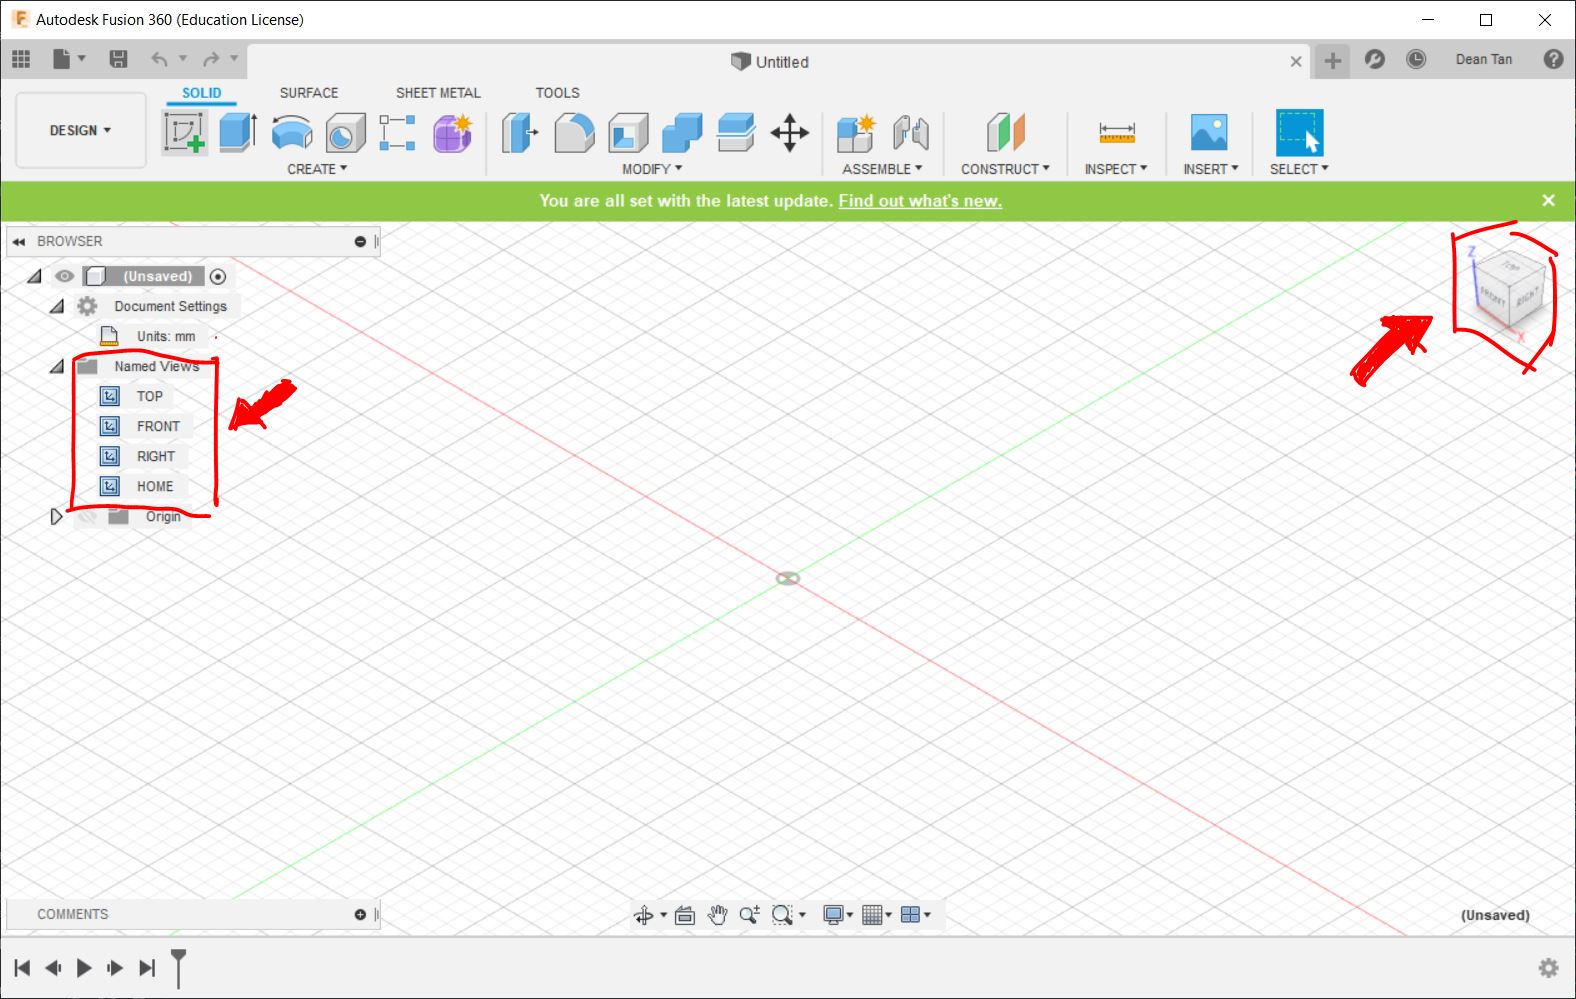 Autodesk Fusion 360 (Education License)
Untitled
Dean Tan
SOLID SURFACE SHEET METAL TOOLS
DESIGN
CREATE MODIFY ASSEMBLE CONSTRUCT INSPECT INSERT SELECT
You are all set with the latest update. Find out what's new.
BROWSER
(Unsaved)
Document Settings
Units: mm
Named Views
TOP
FRONT
RIGHT
HOME
Origin
Z
TOP
FRONT RIGHT
X
COMMENTS
(Unsaved)